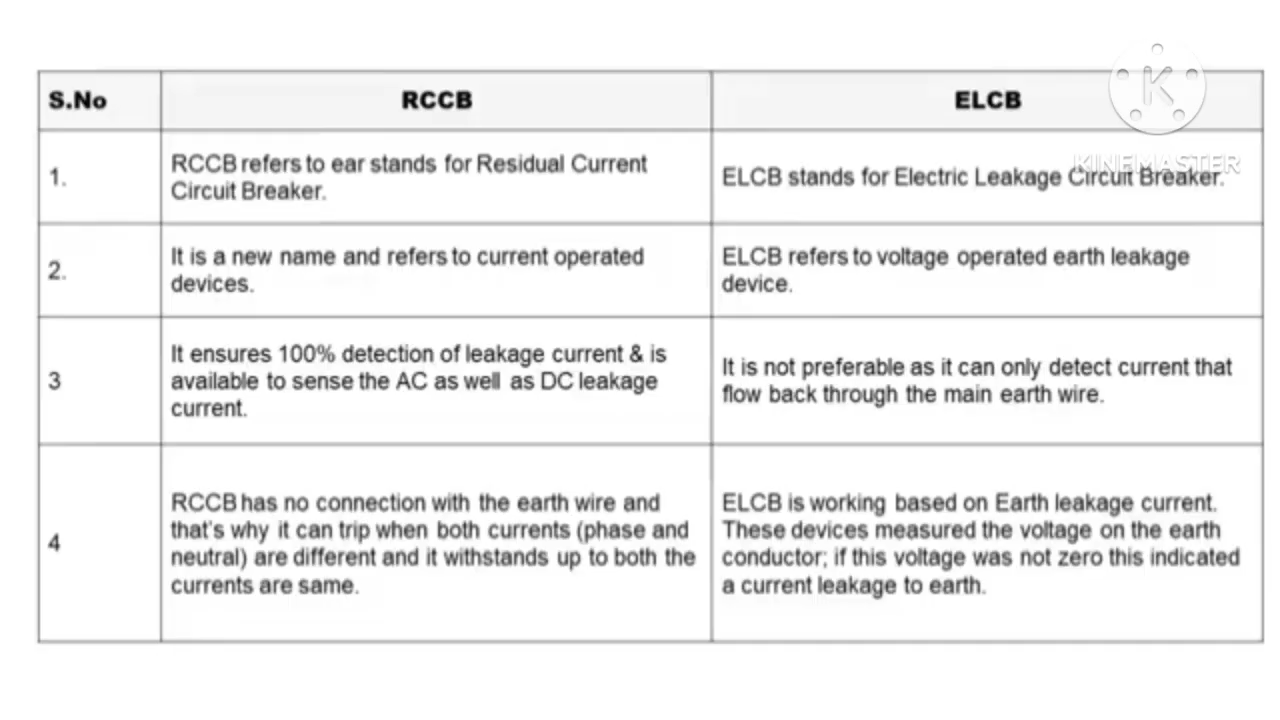 S.No RCCB ELCB
1.
RCCB refers to ear stands for Residual Current
Circuit Breaker.
ELCB stands for Electric Leakage Circuit Breaker.
2.
It is a new name and refers to current operated
devices.
ELCB refers to voltage operated earth leakage
device.
3
It ensures 100% detection of leakage current & is
available to sense the AC as well as DC leakage
current.
It is not preferable as it can only detect current that
flow back through the main earth wire.
4
RCCB has no connection with the earth wire and
that's why it can trip when both currents (phase and
neutral) are different and it withstands up to both the
currents are same.
ELCB is working based on Earth leakage current.
These devices measured the voltage on the earth
conductor; if this voltage was not zero this indicated
a current leakage to earth.
K
KINEMASTER